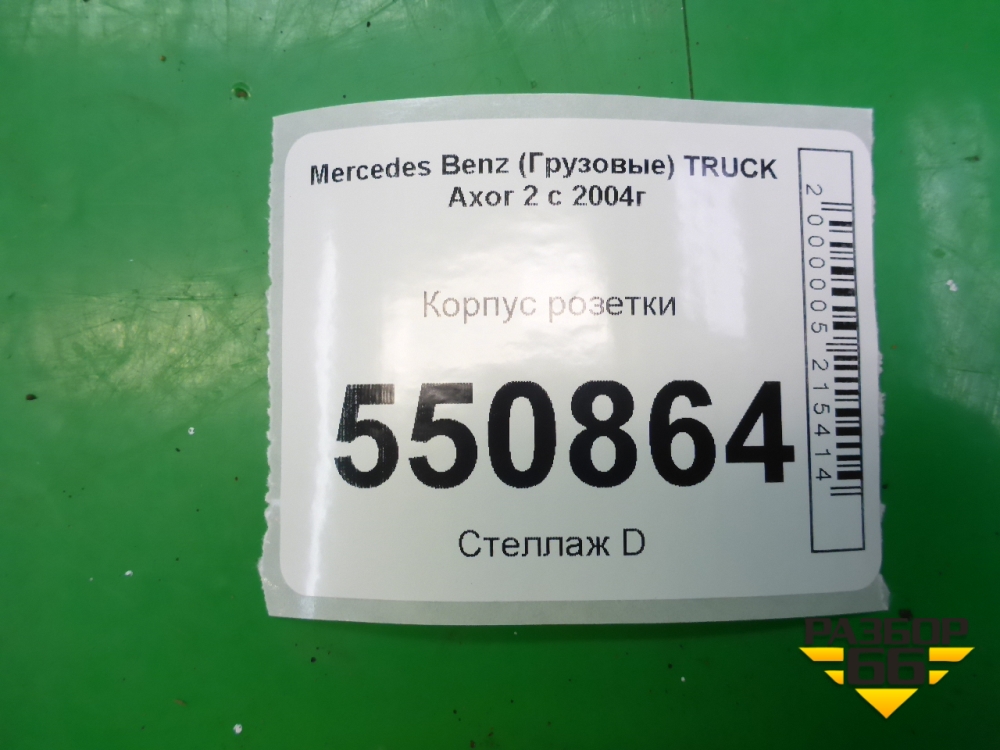 Mercedes Benz (Грузовые) TRUCK
Axor 2 с 2004г
Корпус розетки
550864
Стеллаж D
2000005215414
РАЗБОР
66